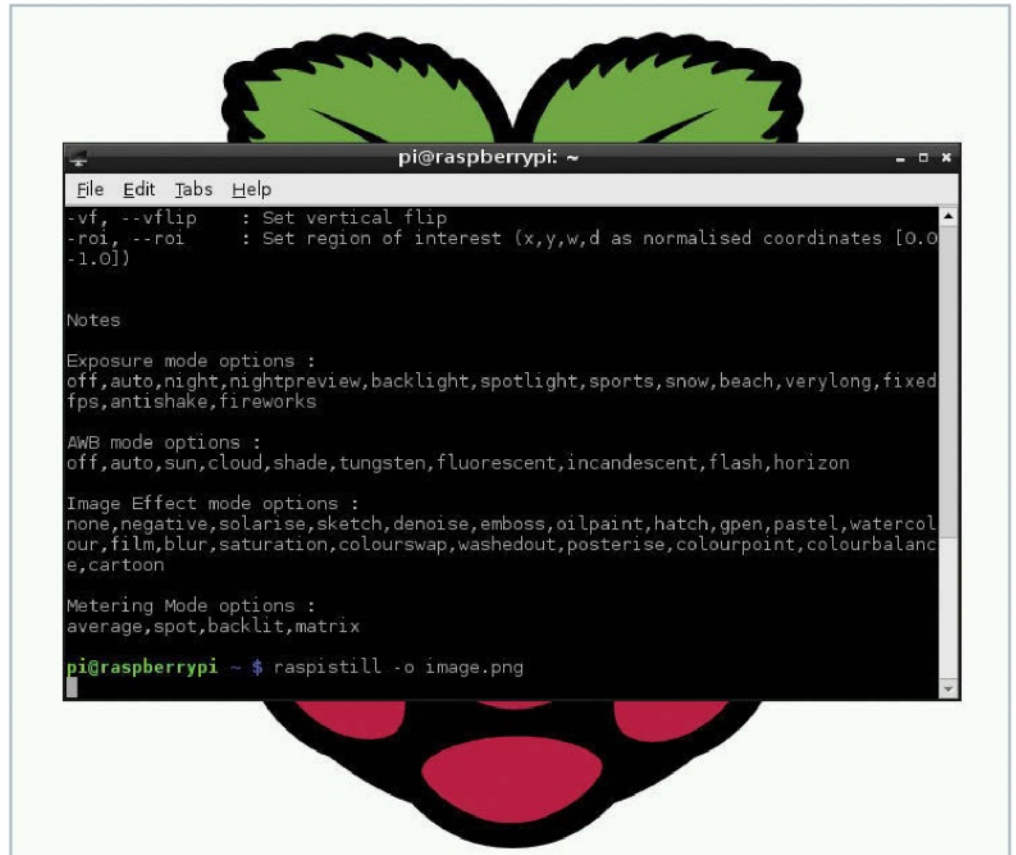 pi@raspberrypi: ~
File Edit Tabs Help
-vf, --vflip    : Set vertical flip
-roi, --roi     : Set region of interest (x,y,w,d as normalised coordinates [0.0
-1.0])
Notes
Exposure mode options :
off,auto,night,nightpreview,backlight,spotlight,sports,snow,beach,verylong,fixed
fps,antishake,fireworks
AWB mode options :
off,auto,sun,cloud,shade,tungsten,fluorescent,incandescent,flash,horizon
Image Effect mode options :
none,negative,solarise,sketch,denoise,emboss,oilpaint,hatch,gpen,pastel,watercol
our,film,blur,saturation,colourswap,washedout,posterise,colourpoint,colourbalanc
e,cartoon
Metering Mode options :
average,spot,backlit,matrix
pi@raspberrypi ~ $ raspistill -o image.png